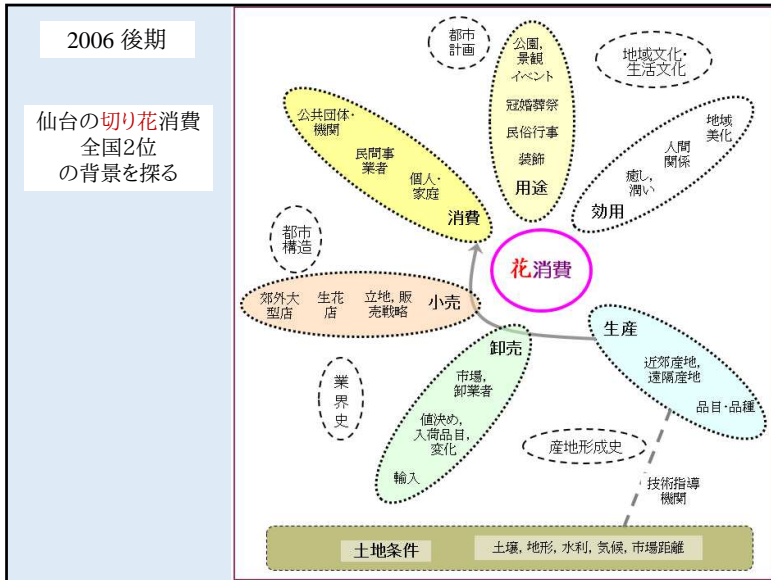 2006 後期
仙台の切り花消費
全国2位
の背景を探る
都市
計画
公園,
景観
イベント
冠婚葬祭
民俗行事
装飾
用途
地域文化・
生活文化
公共団体・
機関
民間事
業者
個人・
家庭
消費
地域
美化
人間
関係
癒し,
潤い
効用
都市
構造
花消費
郊外大
型店
生花
店
立地, 販
売戦略
小売
生産
近郊産地,
遠隔産地
品目・品種
卸売
市場,
卸業者
値決め,
入荷品目,
変化
輸入
業
界
史
産地形成史
技術指導
機関
土地条件
土壌, 地形, 水利, 気候, 市場距離